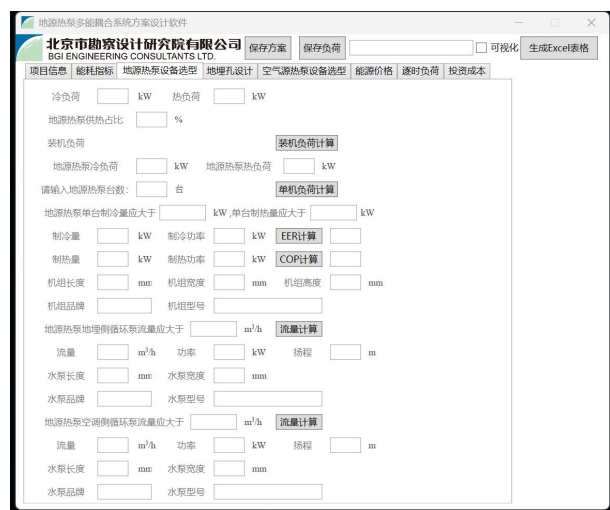 地源热泵多能耦合系统方案设计软件
北京市勘察设计研究院有限公司 保存方案 保存负荷 可视化 生成Excel表格
BGI ENGINEERING CONSULTANTS LTD.
项目信息 能耗指标 地源热泵设备选型 地埋孔设计 空气源热泵设备选型 能源价格 逐时负荷 投资成本
冷负荷 kW 热负荷 kW
地源热泵供热占比 %
装机负荷 装机负荷计算
地源热泵冷负荷 kW 地源热泵热负荷 kW
请输入地源热泵台数: 台 单机负荷计算
地源热泵单台制冷量应大于 kW ,单台制热量应大于 kW
制冷量 kW 制冷功率 kW EER计算
制热量 kW 制热功率 kW COP计算
机组长度 mm 机组宽度 mm 机组高度 mm
机组品牌 机组型号
地源热泵地埋侧循环泵流量应大于 m³/h 流量计算
流量 m³/h 功率 kW 扬程 m
水泵长度 mm 水泵宽度 mm
水泵品牌 水泵型号
地源热泵空调侧循环泵流量应大于 m³/h 流量计算
流量 m³/h 功率 kW 扬程 m
水泵长度 mm 水泵宽度 mm
水泵品牌 水泵型号